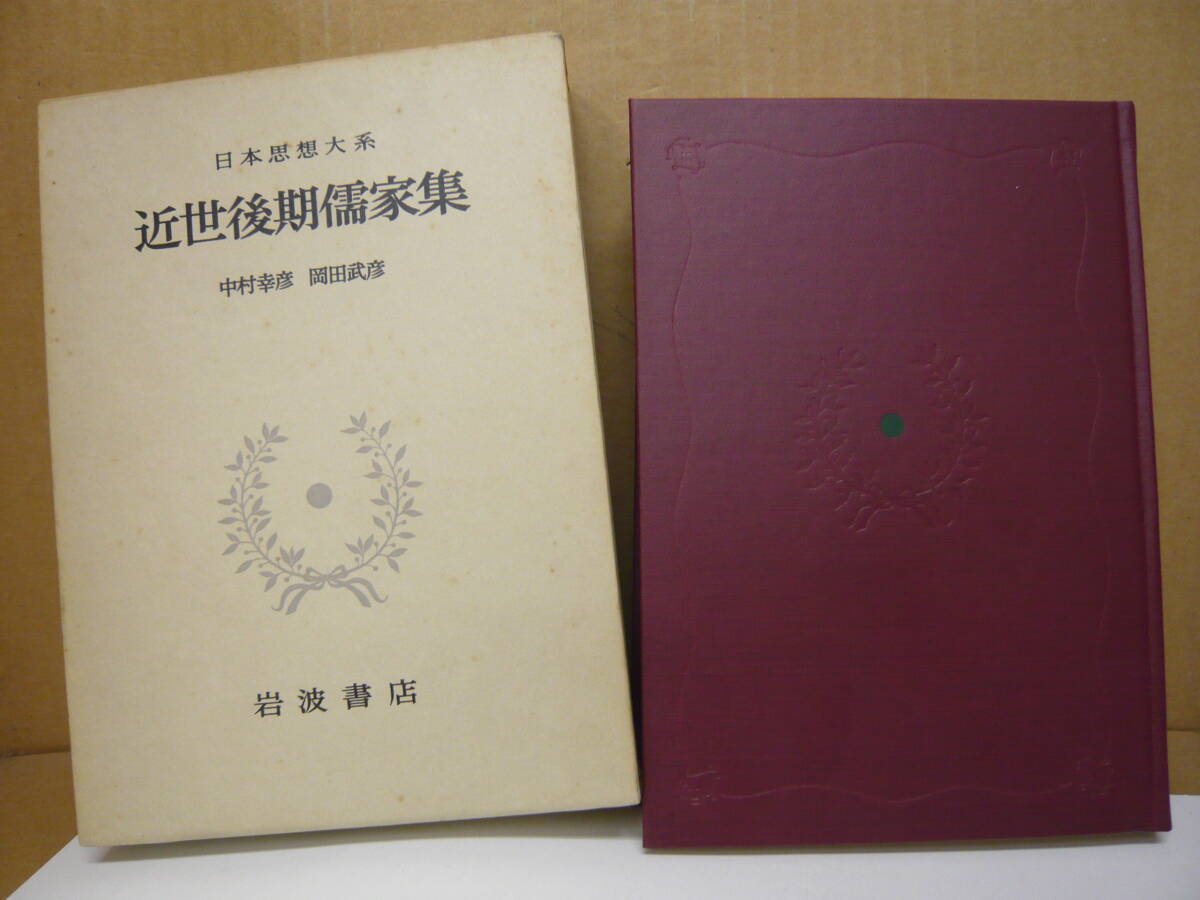 日本思想大系
近世後期儒家集
中村幸彦 岡田武彦
岩波書店